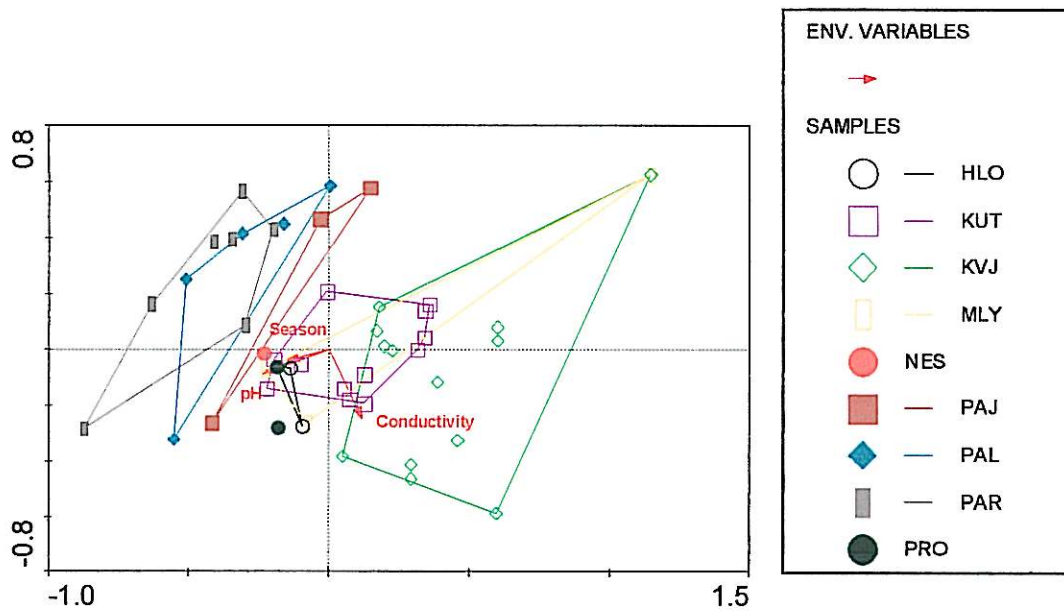 0.8
-0.8
-1.0
1.5
Season
pH
Conductivity
ENV. VARIABLES
SAMPLES
HLO
KUT
KVJ
MLY
NES
PAJ
PAL
PAR
PRO